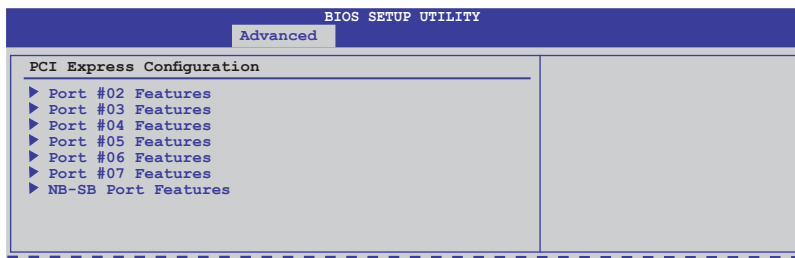 BIOS SETUP UTILITY
Advanced
PCI Express Configuration
Port #02 Features
Port #03 Features
Port #04 Features
Port #05 Features
Port #06 Features
Port #07 Features
NB-SB Port Features